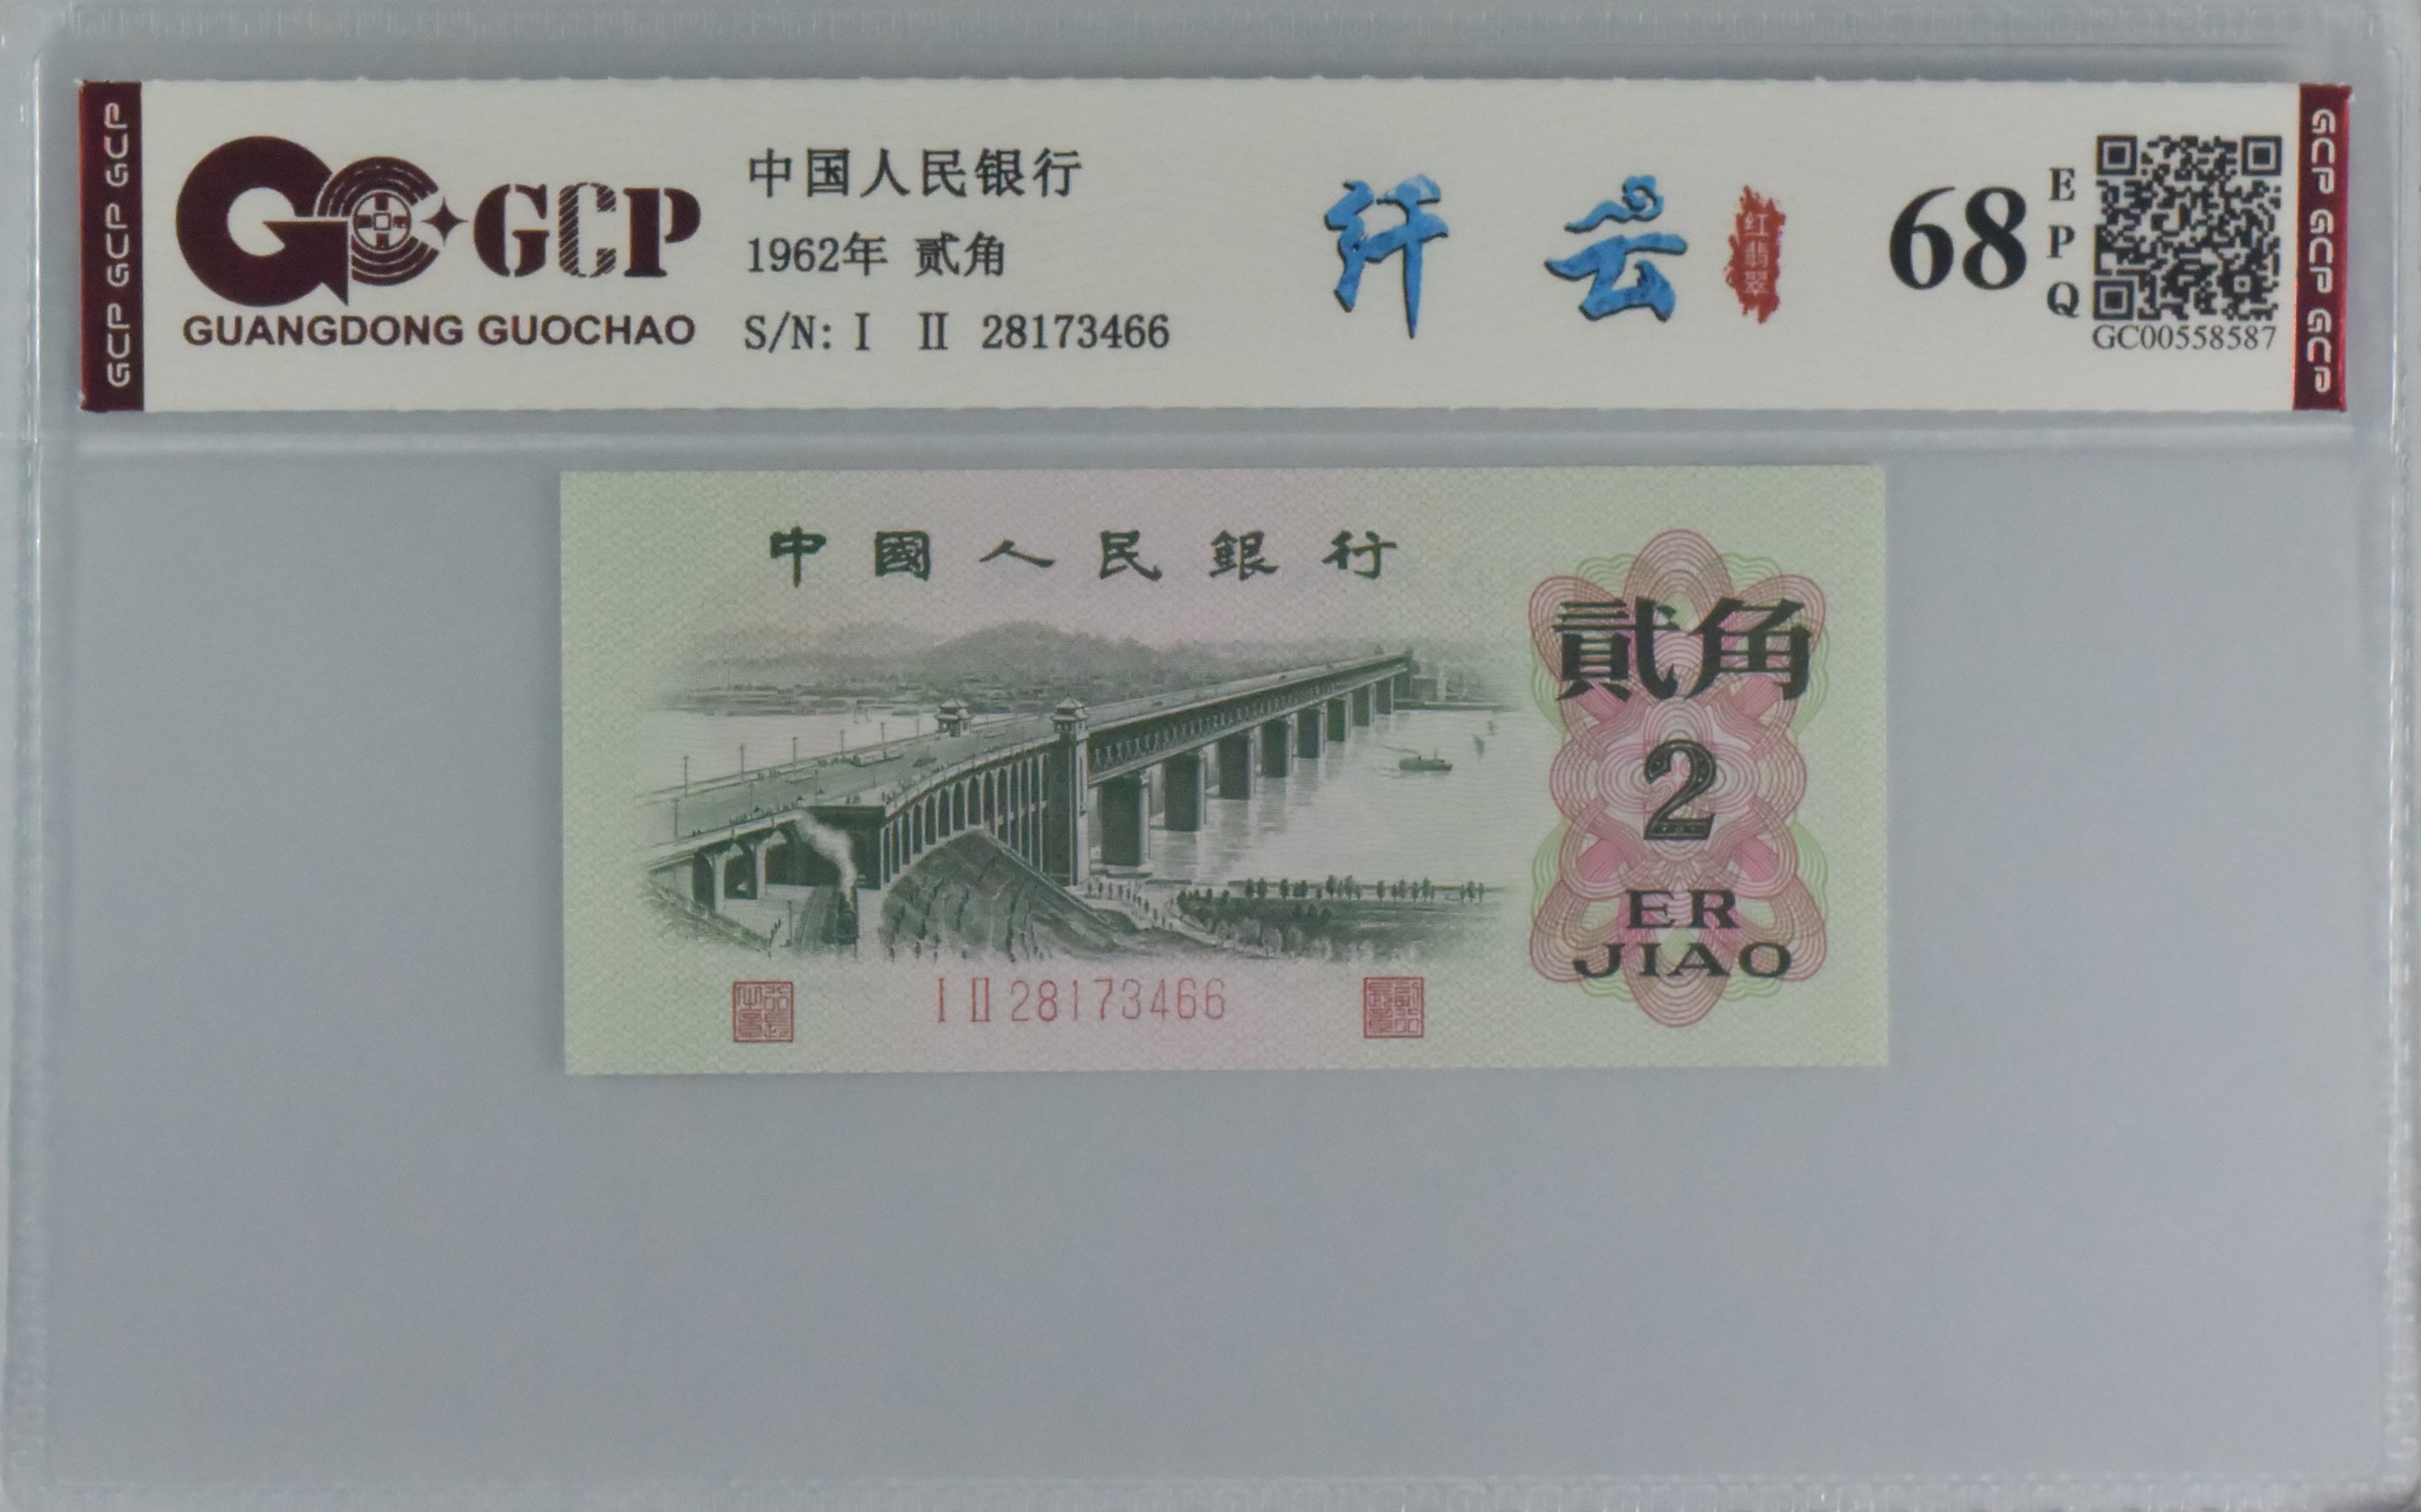 GCP GCP GCP
GCP
GUANGDONG GUOCHAO
中国人民银行
1962年 贰角
S/N: Ⅰ Ⅱ 28173466
纤云
红翡翠
68
EPQ
GC00558587
GCP GCP GCP
中國人民銀行
貳角
2
ER
JIAO
Ⅰ Ⅱ 28173466